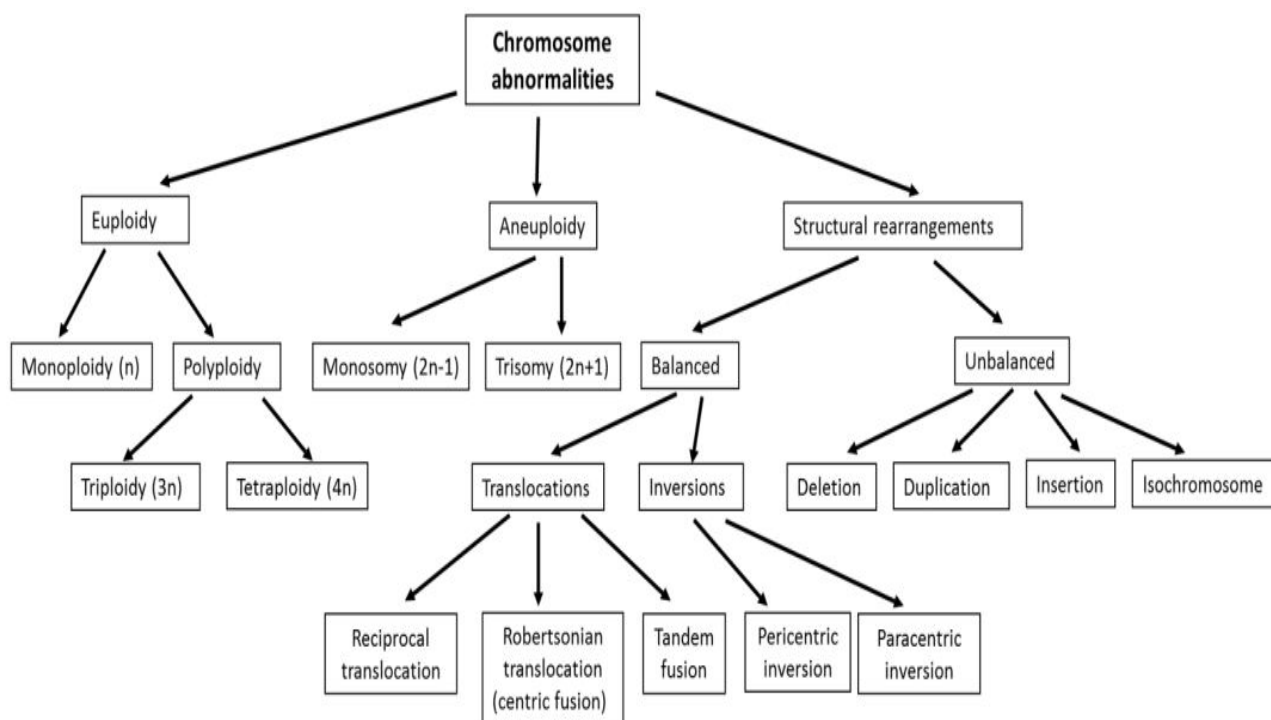 Chromosome
abnormalities
Euploidy
Aneuploidy
Structural rearrangements
Monoploidy (n)
Polyploidy
Monosomy (2n-1)
Trisomy (2n+1)
Balanced
Unbalanced
Triploidy (3n)
Tetraploidy (4n)
Translocations
Inversions
Deletion
Duplication
Insertion
Isochromosome
Reciprocal
translocation
Robertsonian
translocation
(centric fusion)
Tandem
fusion
Pericentric
inversion
Paracentric
inversion